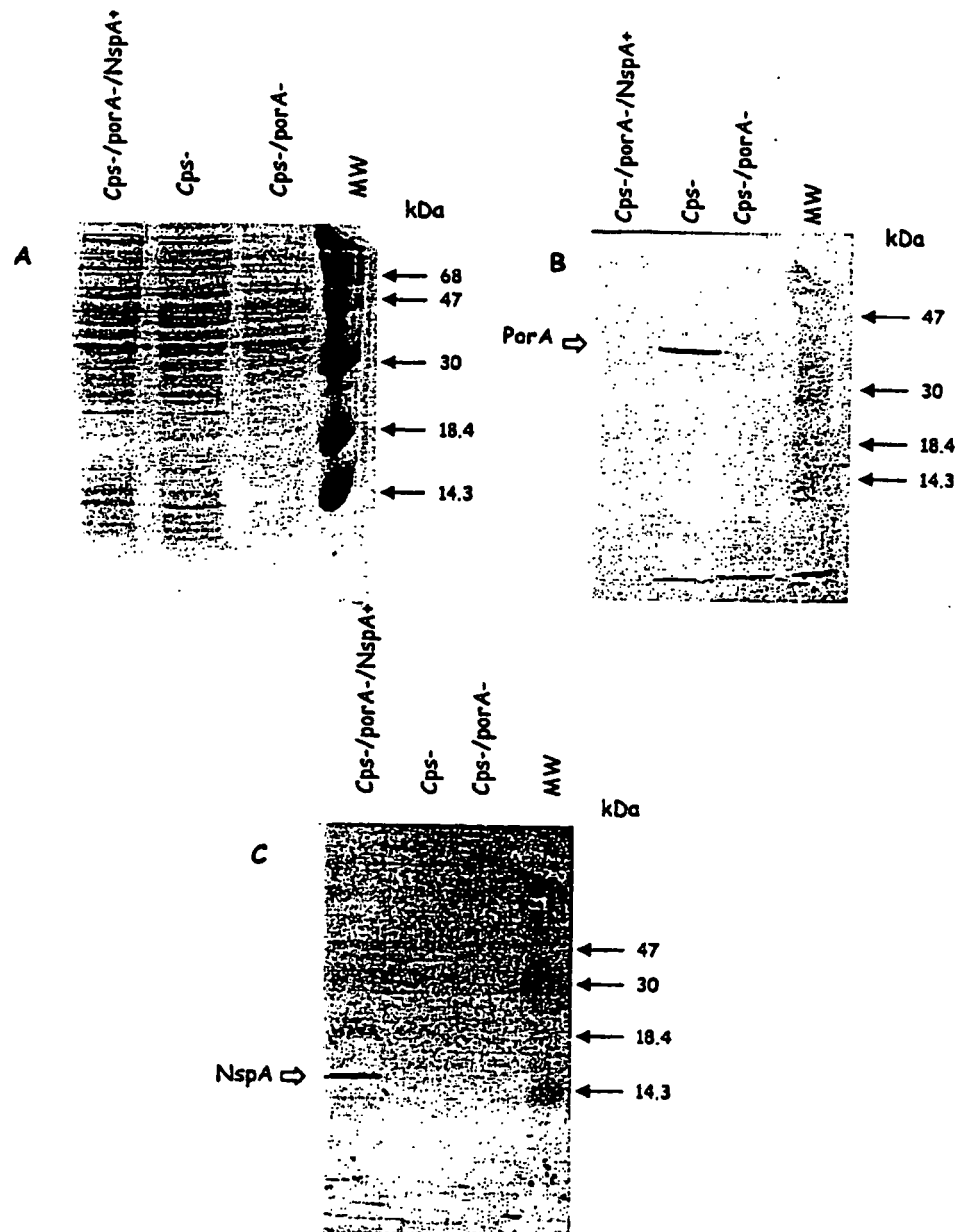 A
Cps-/porA-/NspA+
Cps-
Cps-/porA-
MW
kDa
68
47
30
18.4
14.3
B
Cps-/porA-/NspA+
Cps-
Cps-/porA-
MW
kDa
PorA
47
30
18.4
14.3
C
Cps-/porA-/NspA+
Cps-
Cps-/porA-
MW
kDa
47
30
18.4
NspA
14.3